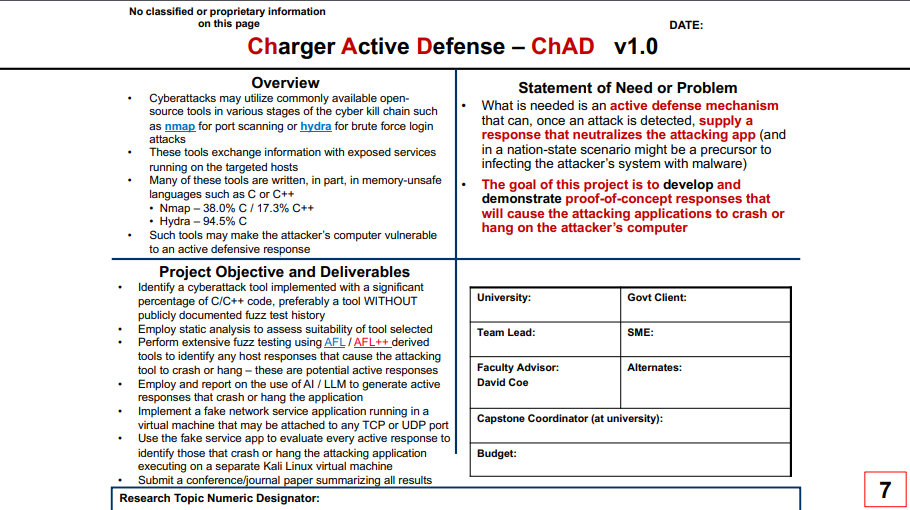 No classified or proprietary information
on this page
DATE:
Charger Active Defense – ChAD v1.0
Overview
• Cyberattacks may utilize commonly available open-
source tools in various stages of the cyber kill chain such
as nmap for port scanning or hydra for brute force login
attacks
• These tools exchange information with exposed services
running on the targeted hosts
• Many of these tools are written, in part, in memory-unsafe
languages such as C or C++
• Nmap – 38.0% C / 17.3% C++
• Hydra – 94.5% C
• Such tools may make the attacker's computer vulnerable
to an active defensive response
Statement of Need or Problem
• What is needed is an active defense mechanism
that can, once an attack is detected, supply a
response that neutralizes the attacking app (and
in a nation-state scenario might be a precursor to
infecting the attacker's system with malware)
• The goal of this project is to develop and
demonstrate proof-of-concept responses that
will cause the attacking applications to crash or
hang on the attacker's computer
Project Objective and Deliverables
• Identify a cyberattack tool implemented with a significant
percentage of C/C++ code, preferably a tool WITHOUT
publicly documented fuzz test history
• Employ static analysis to assess suitability of tool selected
• Perform extensive fuzz testing using AFL / AFL++ derived
tools to identify any host responses that cause the attacking
tool to crash or hang – these are potential active responses
• Employ and report on the use of AI / LLM to generate active
responses that crash or hang the application
• Implement a fake network service application running in a
virtual machine that may be attached to any TCP or UDP port
• Use the fake service app to evaluate every active response to
identify those that crash or hang the attacking application
executing on a separate Kali Linux virtual machine
• Submit a conference/journal paper summarizing all results
University:
Govt Client:
Team Lead:
SME:
Faculty Advisor:
David Coe
Alternates:
Capstone Coordinator (at university):
Budget:
Research Topic Numeric Designator:
7